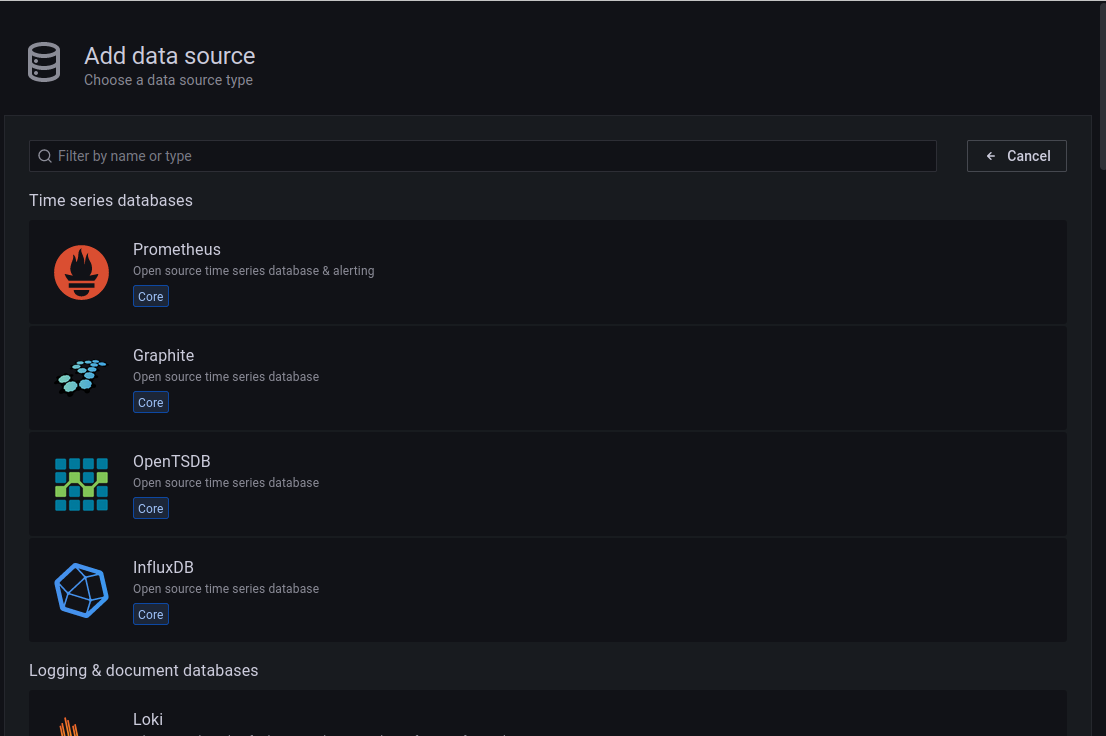 Add data source
Choose a data source type
Filter by name or type
Cancel
Time series databases
Prometheus
Open source time series database & alerting
Core
Graphite
Open source time series database
Core
OpenTSDB
Open source time series database
Core
InfluxDB
Open source time series database
Core
Logging & document databases
Loki